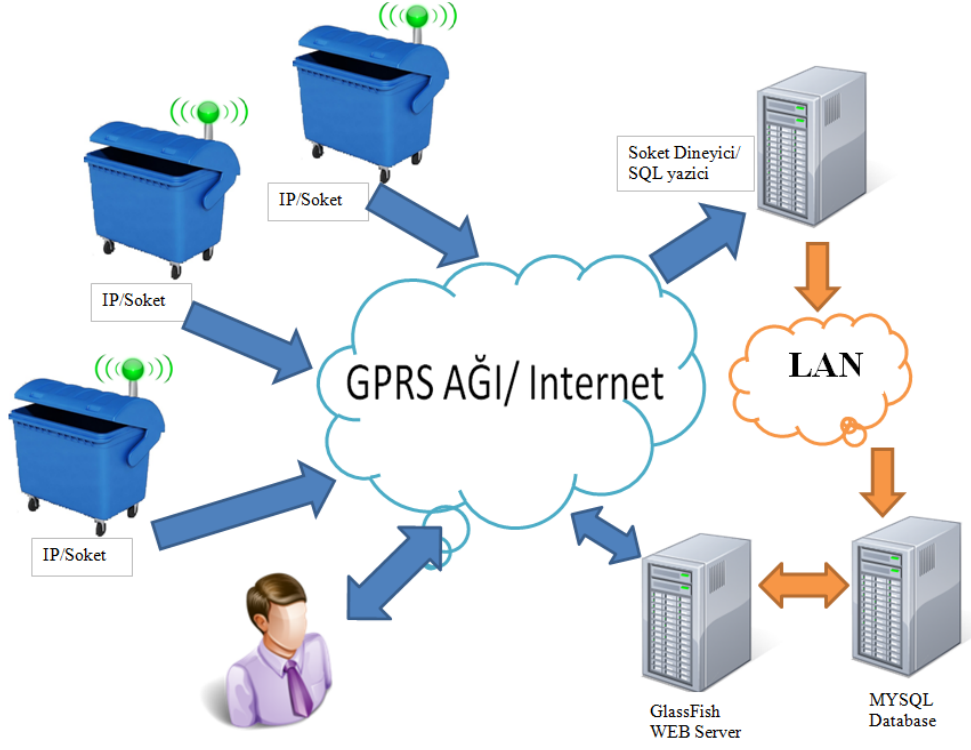 IP/Soket
Soket Dineyici/
SQL yazici
IP/Soket
GPRS AĞI/ Internet
LAN
IP/Soket
GlassFish
WEB Server
MYSQL
Database